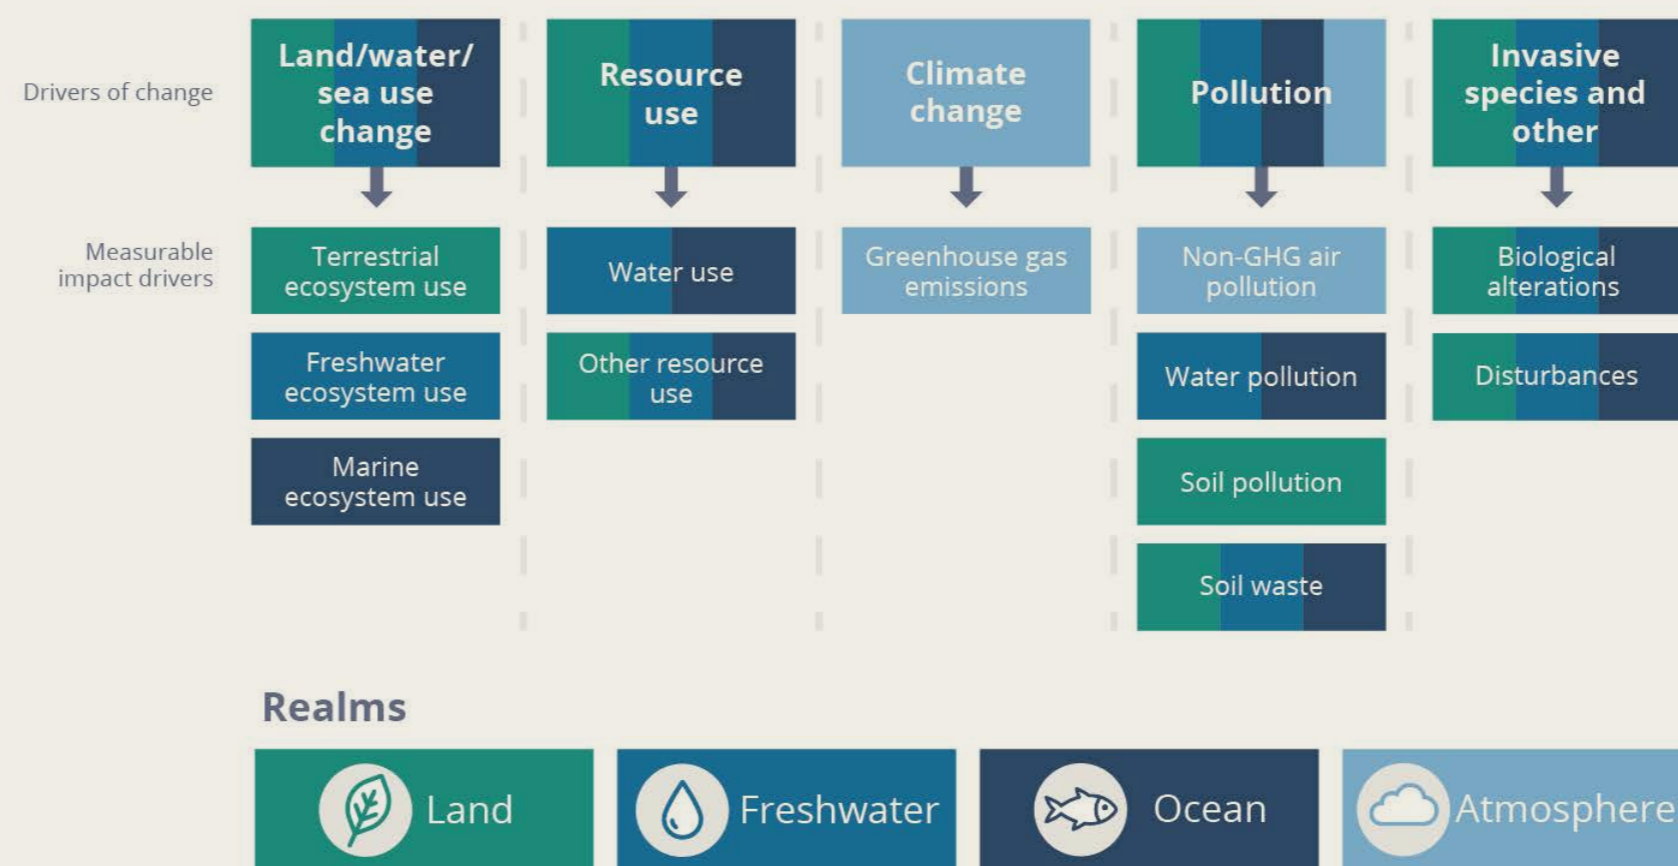 Drivers of change
Land/water/
sea use
change
Resource
use
Climate
change
Pollution
Invasive
species and
other
Measurable
impact drivers
Terrestrial
ecosystem use
Water use
Greenhouse gas
emissions
Non-GHG air
pollution
Biological
alterations
Freshwater
ecosystem use
Other resource
use
Water pollution
Disturbances
Marine
ecosystem use
Soil pollution
Soil waste
Realms
Land
Freshwater
Ocean
Atmosphere